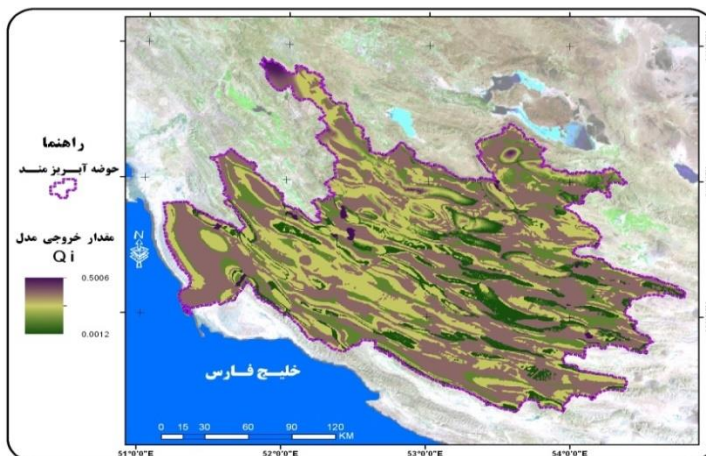 راهنما
حوضه آبریز مند
مقدار خروجی مدل
Q i
0.5006
0.0012
N
خلیج فارس
0 15 30 60 90 120
KM
51°0'0"E 52°0'0"E 53°0'0"E 54°0'0"E